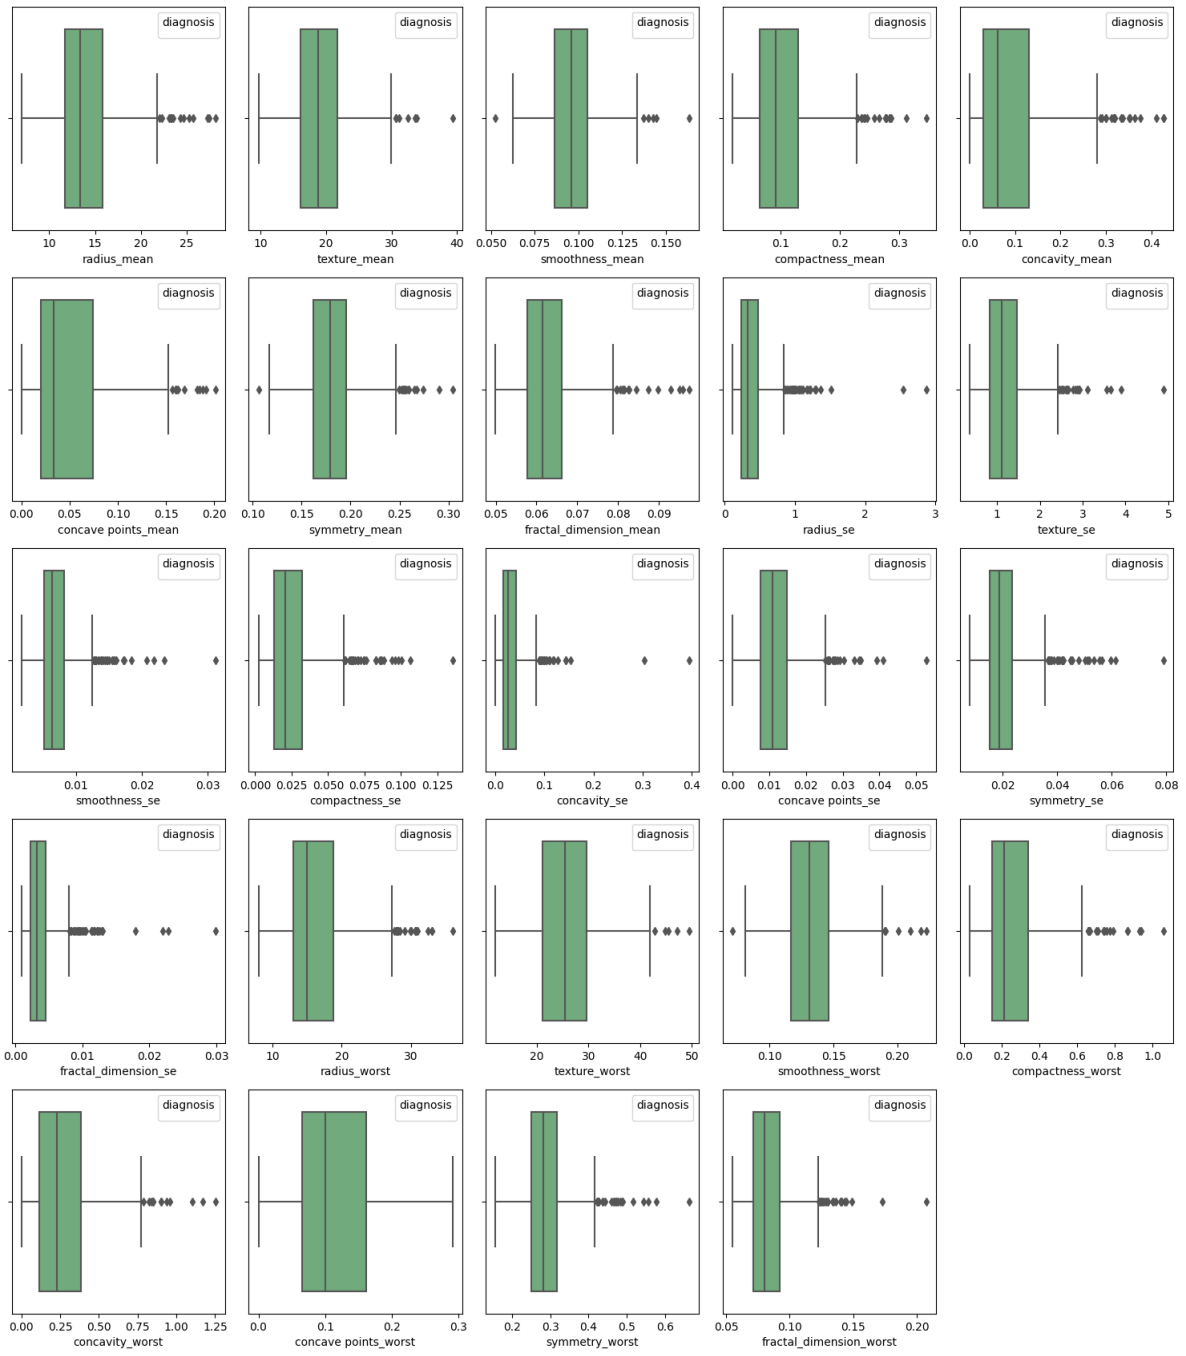 diagnosis diagnosis diagnosis diagnosis diagnosis
10 15 20 25 10 20 30 40 0.050 0.075 0.100 0.125 0.150 0.1 0.2 0.3 0.0 0.1 0.2 0.3 0.4
radius_mean texture_mean smoothness_mean compactness_mean concavity_mean
diagnosis diagnosis diagnosis diagnosis diagnosis
0.00 0.05 0.10 0.15 0.20 0.10 0.20 0.30 0.05 0.06 0.07 0.08 0.09 0 1 2 3 1 2 3 4 5
concave points_mean symmetry_mean fractal_dimension_mean radius_se texture_se
diagnosis diagnosis diagnosis diagnosis diagnosis
0.01 0.02 0.03 0.000 0.025 0.050 0.075 0.100 0.125 0.0 0.1 0.2 0.3 0.4 0.00 0.01 0.02 0.03 0.04 0.05 0.02 0.04 0.06 0.08
smoothness_se compactness_se concavity_se concave points_se symmetry_se
diagnosis diagnosis diagnosis diagnosis diagnosis
0.00 0.01 0.02 0.03 10 20 30 20 30 40 50 0.10 0.15 0.20 0.0 0.2 0.4 0.6 0.8 1.0
fractal_dimension_se radius_worst texture_worst smoothness_worst compactness_worst
diagnosis diagnosis diagnosis diagnosis
0.00 0.25 0.50 0.75 1.00 1.25 0.0 0.1 0.2 0.3 0.2 0.3 0.4 0.5 0.6 0.05 0.10 0.15 0.20
concavity_worst concave points_worst symmetry_worst fractal_dimension_worst